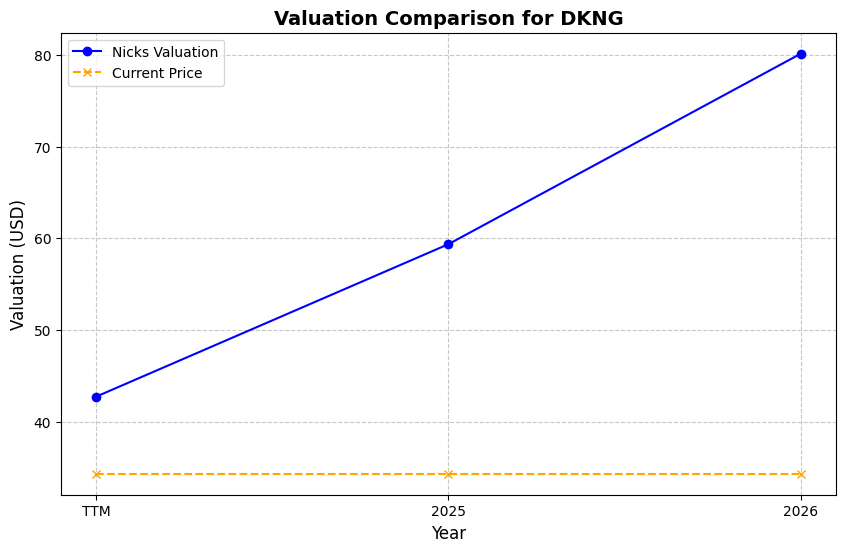 Valuation Comparison for DKNG
Nicks Valuation
Current Price
Valuation (USD)
80
70
60
50
40
TTM
2025
2026
Year